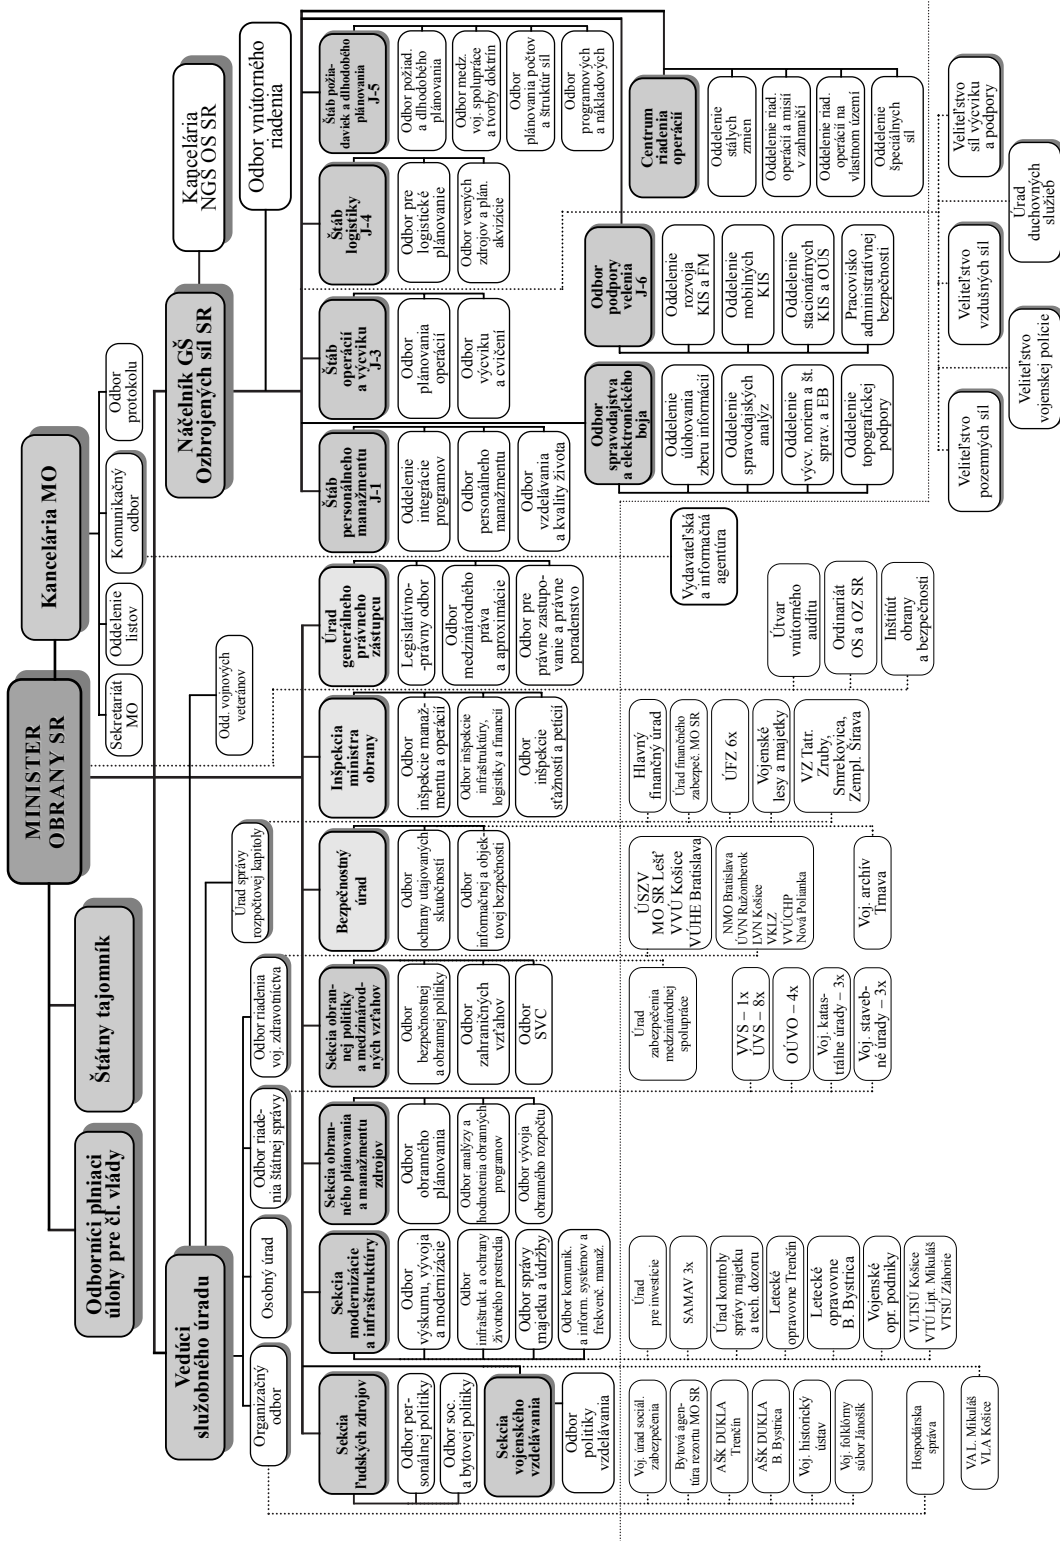 MINISTER
OBRANY SR
Kancelária MO
Štátny tajomník
Odborníci plniaci
úlohy pre čl. vlády
Sekretariát
MO
Oddelenie
listov
Komunikačný
odbor
Odbor
protokolu
Vedúci
služobného úradu
Náčelník GŠ
Ozbrojených síl SR
Kancelária
NGŠ OS SR
Odbor vnútorného
riadenia
Organizačný
odbor
Osobný úrad
Odbor riade-
nia štátnej správy
Odbor riadenia
voj. zdravotníctva
Úrad správy
rozpočtovej kapitoly
Odd. vojnových
veteránov
Sekcia
ľudských zdrojov
Odbor per-
sonálnej politiky
Odbor soc.
a bytovej politiky
Sekcia
vojenského
vzdelávania
Odbor
politiky
vzdelávania
Sekcia
modernizácie
a infraštruktúry
Odbor
výskumu, vývoja
a modernizácie
Odbor
infraštrukt. a ochrany
životného prostredia
Odbor správy
majetku a údržby
Odbor komunik.
a inform. systémov a
frekvenč. manaž.
Sekcia obran-
ného plánovania
a manažmentu
zdrojov
Odbor
obranného
plánovania
Odbor analýzy a
hodnotenia obranných
programov
Odbor vývoja
obranného rozpočtu
Sekcia obran-
nej politiky
a medzinárod-
ných vzťahov
Odbor
bezpečnostnej
a obrannej politiky
Odbor
zahraničných
vzťahov
Odbor
SVC
Bezpečnostný
úrad
Odbor
ochrany utajovaných
skutočností
Odbor
informačnej a objek-
tovej bezpečnosti
Inšpekcia
ministra
obrany
Odbor
inšpekcie manaž-
mentu a operácií
Odbor inšpekcie
infraštruktúry,
logistiky a financií
Odbor
inšpekcie
sťažností a petícií
Úrad
generálneho
právneho
zástupcu
Legislatívno-
-právny odbor
Odbor
medzinárodného
práva
a aproximácie
Odbor pre
právne zastupo-
vanie a právne
poradenstvo
Štáb
personálneho
manažmentu
J-1
Oddelenie
integrácie
programov
Odbor
personálneho
manažmentu
Odbor
vzdelávania
a kvality života
Štáb
operácií
a výcviku
J-3
Odbor
plánovania
operácií
Odbor
výcviku
a cvičení
Štáb
logistiky
J-4
Odbor pre
logistické
plánovanie
Odbor vecných
zdrojov a plán.
akvizície
Štáb požia-
daviek a dlhodobého
plánovania
J-5
Odbor požiad.
a dlhodobého
plánovania
Odbor medz.
voj. spolupráce
a tvorby doktrín
Odbor
plánovania počtov
a štruktúr síl
Odbor
programových
a nákladových
Odbor
spravodajstva
a elektronického
boja
Oddelenie
úlohovania
zberu informácií
Oddelenie
spravodajských
analýz
Oddelenie
výcv. noriem a št.
sprav. a EB
Oddelenie
topografickej
podpory
Odbor
podpory
velenia
J-6
Oddelenie
rozvoja
KIS a FM
Oddelenie
mobilných
KIS
Oddelenie
stacionárnych
KIS a OUS
Pracovisko
administratívnej
bezpečnosti
Centrum
riadenia
operácií
Oddelenie
stálych
zmien
Oddelenie riad.
operácií a misií
v zahraničí
Oddelenie riad.
operácií na
vlastnom území
Oddelenie
špeciálnych
síl
Voj. úrad sociál.
zabezpečenia
Bytová agen-
túra rezortu MO SR
AŠK DUKLA
Trenčín
AŠK DUKLA
B. Bystrica
Voj. historický
ústav
Voj. folklórny
súbor Jánošík
Hospodárska
správa
VA L. Mikuláš
VLA Košice
Úrad
pre investície
SAMAV 3x
Úrad kontroly
správy majetku
a tech. dozoru
Letecké
opravovne Trenčín
Letecké
opravovne
B. Bystrica
Vojenské
opr. podniky
VLTSÚ Košice
VTÚ Lipt. Mikuláš
VTSÚ Záhorie
Úrad
zabezpečenia
medzinárodnej
spolupráce
VVS – 1x
ÚVS – 8x
OÚVO – 4x
Voj. katas-
trálne úrady – 3x
Voj. staveb-
né úrady – 3x
ÚSZV
MO SR Lešť
VVÚ Košice
VÚHE Bratislava
NMO Bratislava
ÚVN Ružomberok
LVN Košice
VKLZ
VVÚCHP
Nová Polianka
Voj. archív
Trnava
Hlavný
finančný úrad
Úrad finančného
zabezpeč. MO SR
ÚFZ 6x
Vojenské
lesy a majetky
VZ Tatr.
Zruby,
Smrekovica,
Zempl. Šírava
Vydavateľská
a informačná
agentúra
Útvar
vnútorného
auditu
Ordinariát
OS a OZ SR
Inštitút
obrany
a bezpečnosti
Veliteľstvo
pozemných síl
Veliteľstvo
vzdušných síl
Veliteľstvo
síl výcviku
a podpory
Veliteľstvo
vojenskej polície
Úrad
duchovných
služieb